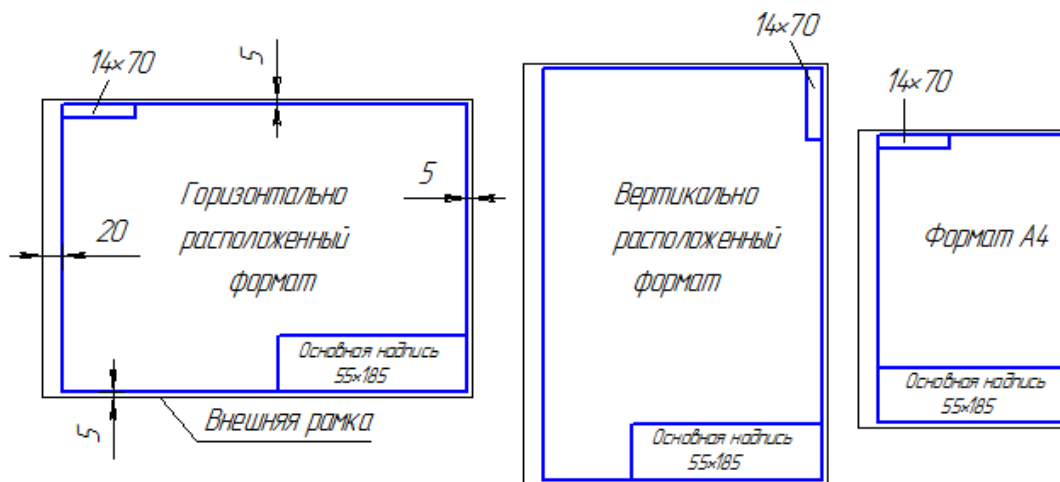 14×70
5
Горизонтально
расположенный
формат
5
20
Основная надпись
55×185
5
Внешняя рамка
14×70
Вертикально
расположенный
формат
Основная надпись
55×185
14×70
Формат А4
Основная надпись
55×185